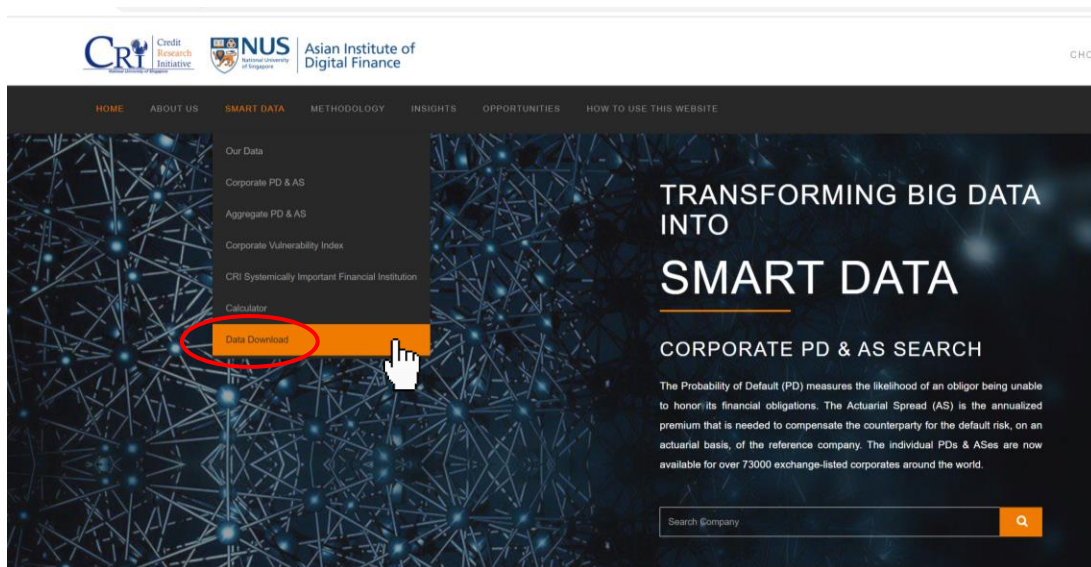 CRI
Credit
Research
Initiative
National University of Singapore
NUS
National University
of Singapore
Asian Institute of
Digital Finance
CHO
HOME ABOUT US SMART DATA METHODOLOGY INSIGHTS OPPORTUNITIES HOW TO USE THIS WEBSITE
Our Data
Corporate PD & AS
Aggregate PD & AS
Corporate Vulnerability Index
CRI Systemically Important Financial Institution
Calculator
Data Download
TRANSFORMING BIG DATA
INTO
SMART DATA
CORPORATE PD & AS SEARCH
The Probability of Default (PD) measures the likelihood of an obligor being unable
to honor its financial obligations. The Actuarial Spread (AS) is the annualized
premium that is needed to compensate the counterparty for the default risk, on an
actuarial basis, of the reference company. The individual PDs & ASes are now
available for over 73000 exchange-listed corporates around the world.
Search Company